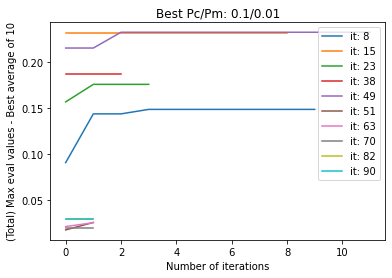 Best Pc/Pm: 0.1/0.01
(Total) Max eval values - Best average of 10
0.20
0.15
0.10
0.05
it: 8
it: 15
it: 23
it: 38
it: 49
it: 51
it: 63
it: 70
it: 82
it: 90
0 2 4 6 8 10
Number of iterations